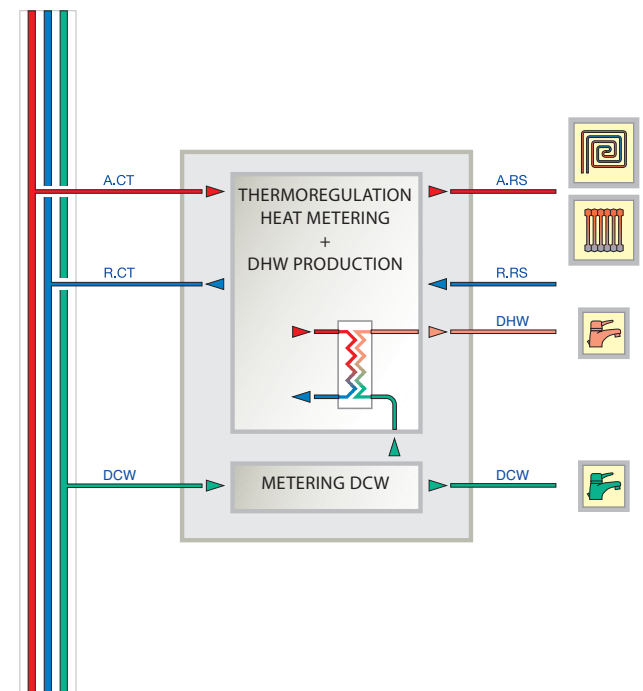 A.CT
THERMOREGULATION
HEAT METERING
+
DHW PRODUCTION
A.RS
R.CT
R.RS
DHW
DCW
METERING DCW
DCW